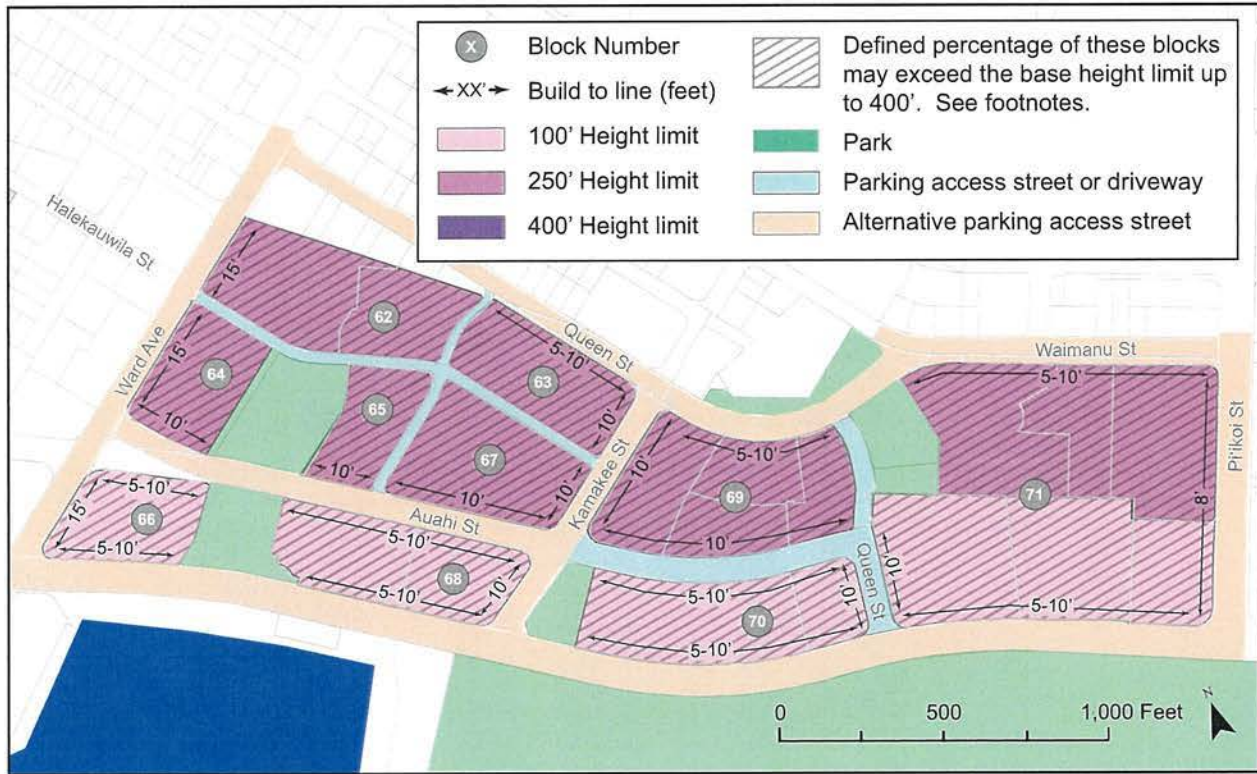 X Block Number
XX' Build to line (feet)
100' Height limit
250' Height limit
400' Height limit
Defined percentage of these blocks
may exceed the base height limit up
to 400'. See footnotes.
Park
Parking access street or driveway
Alternative parking access street
Halekauwila St
Ward Ave
15'
62
Queen St
5-10'
Waimanu St
5-10'
15'
64
63
10'
65
10'
10'
67
10'
10'
Kamakee St
10'
5-10'
69
10'
71
8'
Pi'ikoi St
Auahi St
5-10'
15'
66
5-10'
5-10'
68
10'
5-10'
5-10'
10'
70
5-10'
Queen St
10'
5-10'
0 500 1,000 Feet
N